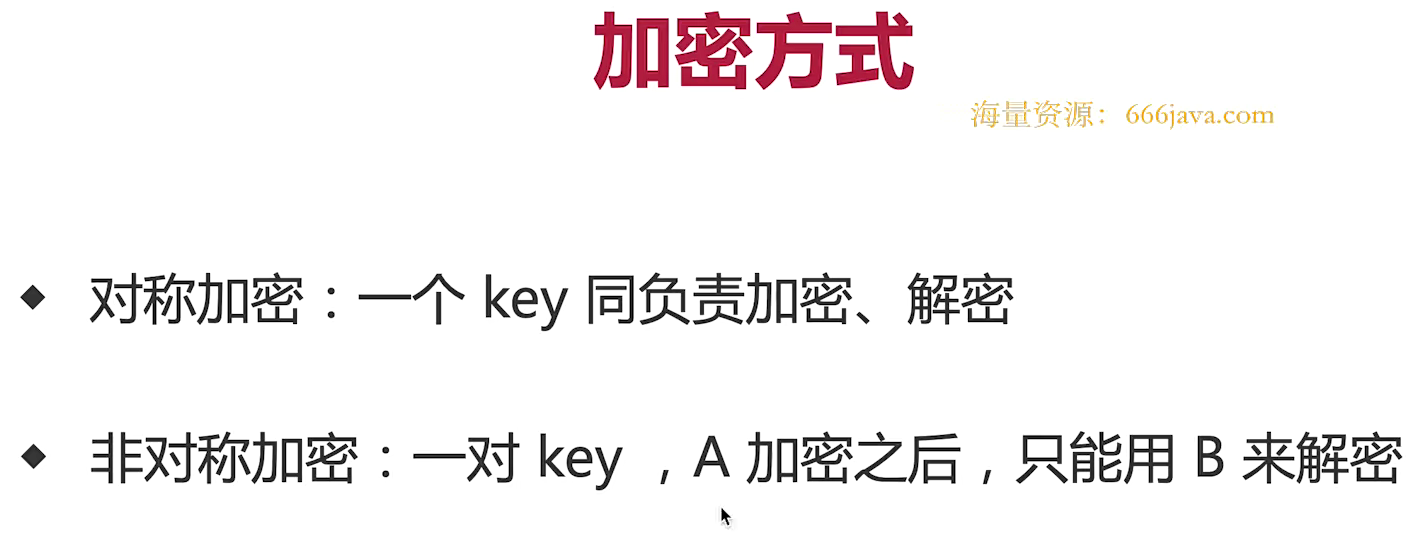 加密方式
海量资源：666java.com
对称加密：一个 key 同负责加密、解密
非对称加密：一对 key ，A 加密之后，只能用 B 来解密